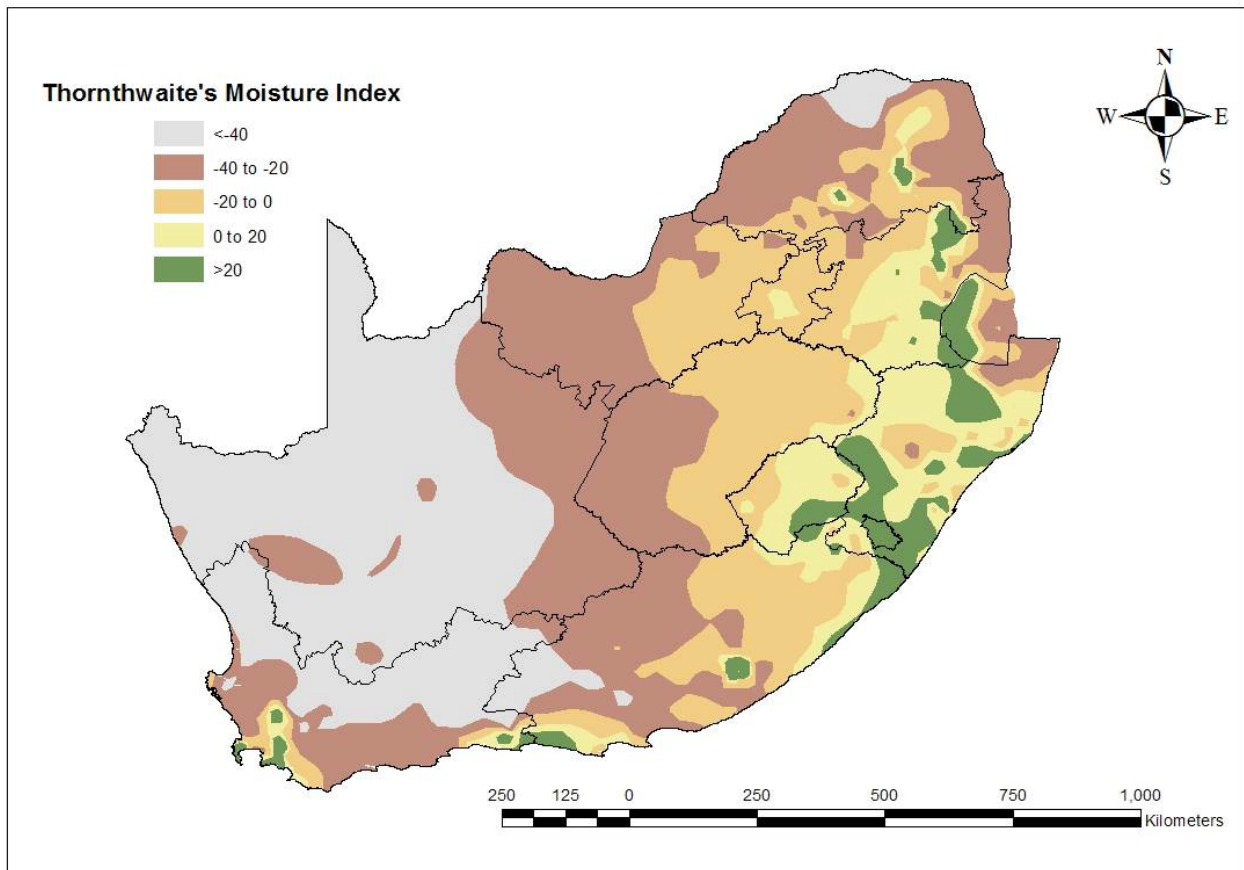 Thornthwaite's Moisture Index
<-40
-40 to -20
-20 to 0
0 to 20
>20
N
W E
S
250 125 0 250 500 750 1,000
Kilometers